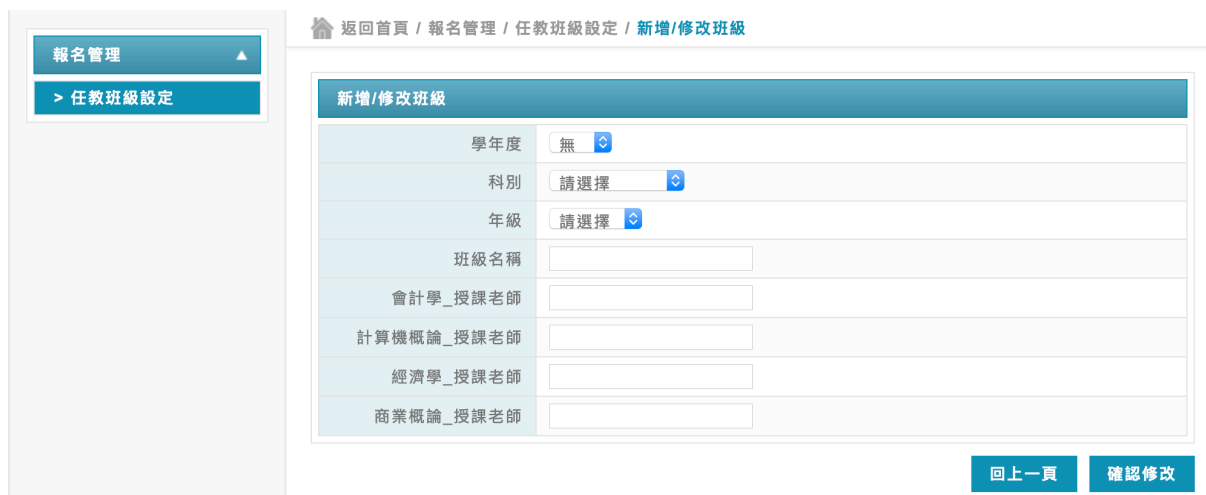 返回首頁 / 報名管理 / 任教班級設定 / 新增/修改班級
報名管理
> 任教班級設定
新增/修改班級
學年度 無
科別 請選擇
年級 請選擇
班級名稱
會計學_授課老師
計算機概論_授課老師
經濟學_授課老師
商業概論_授課老師
回上一頁 確認修改